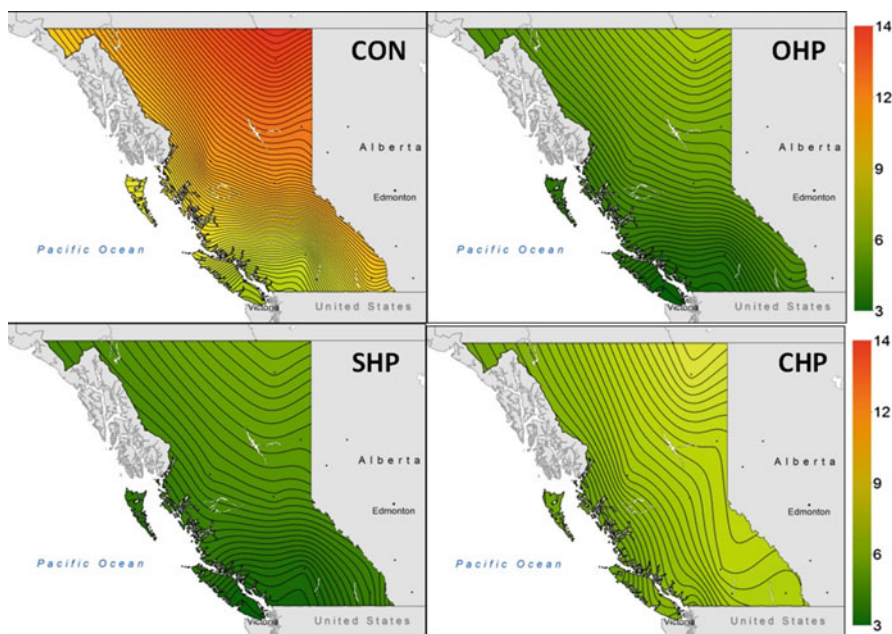 CON
Alberta
Edmonton
Pacific Ocean
Victoria
United States
OHP
Alberta
Edmonton
Pacific Ocean
Victoria
United States
14
12
9
6
3
SHP
Alberta
Edmonton
Pacific Ocean
Victoria
United States
CHP
Alberta
Edmonton
Pacific Ocean
Victoria
United States
14
12
9
6
3